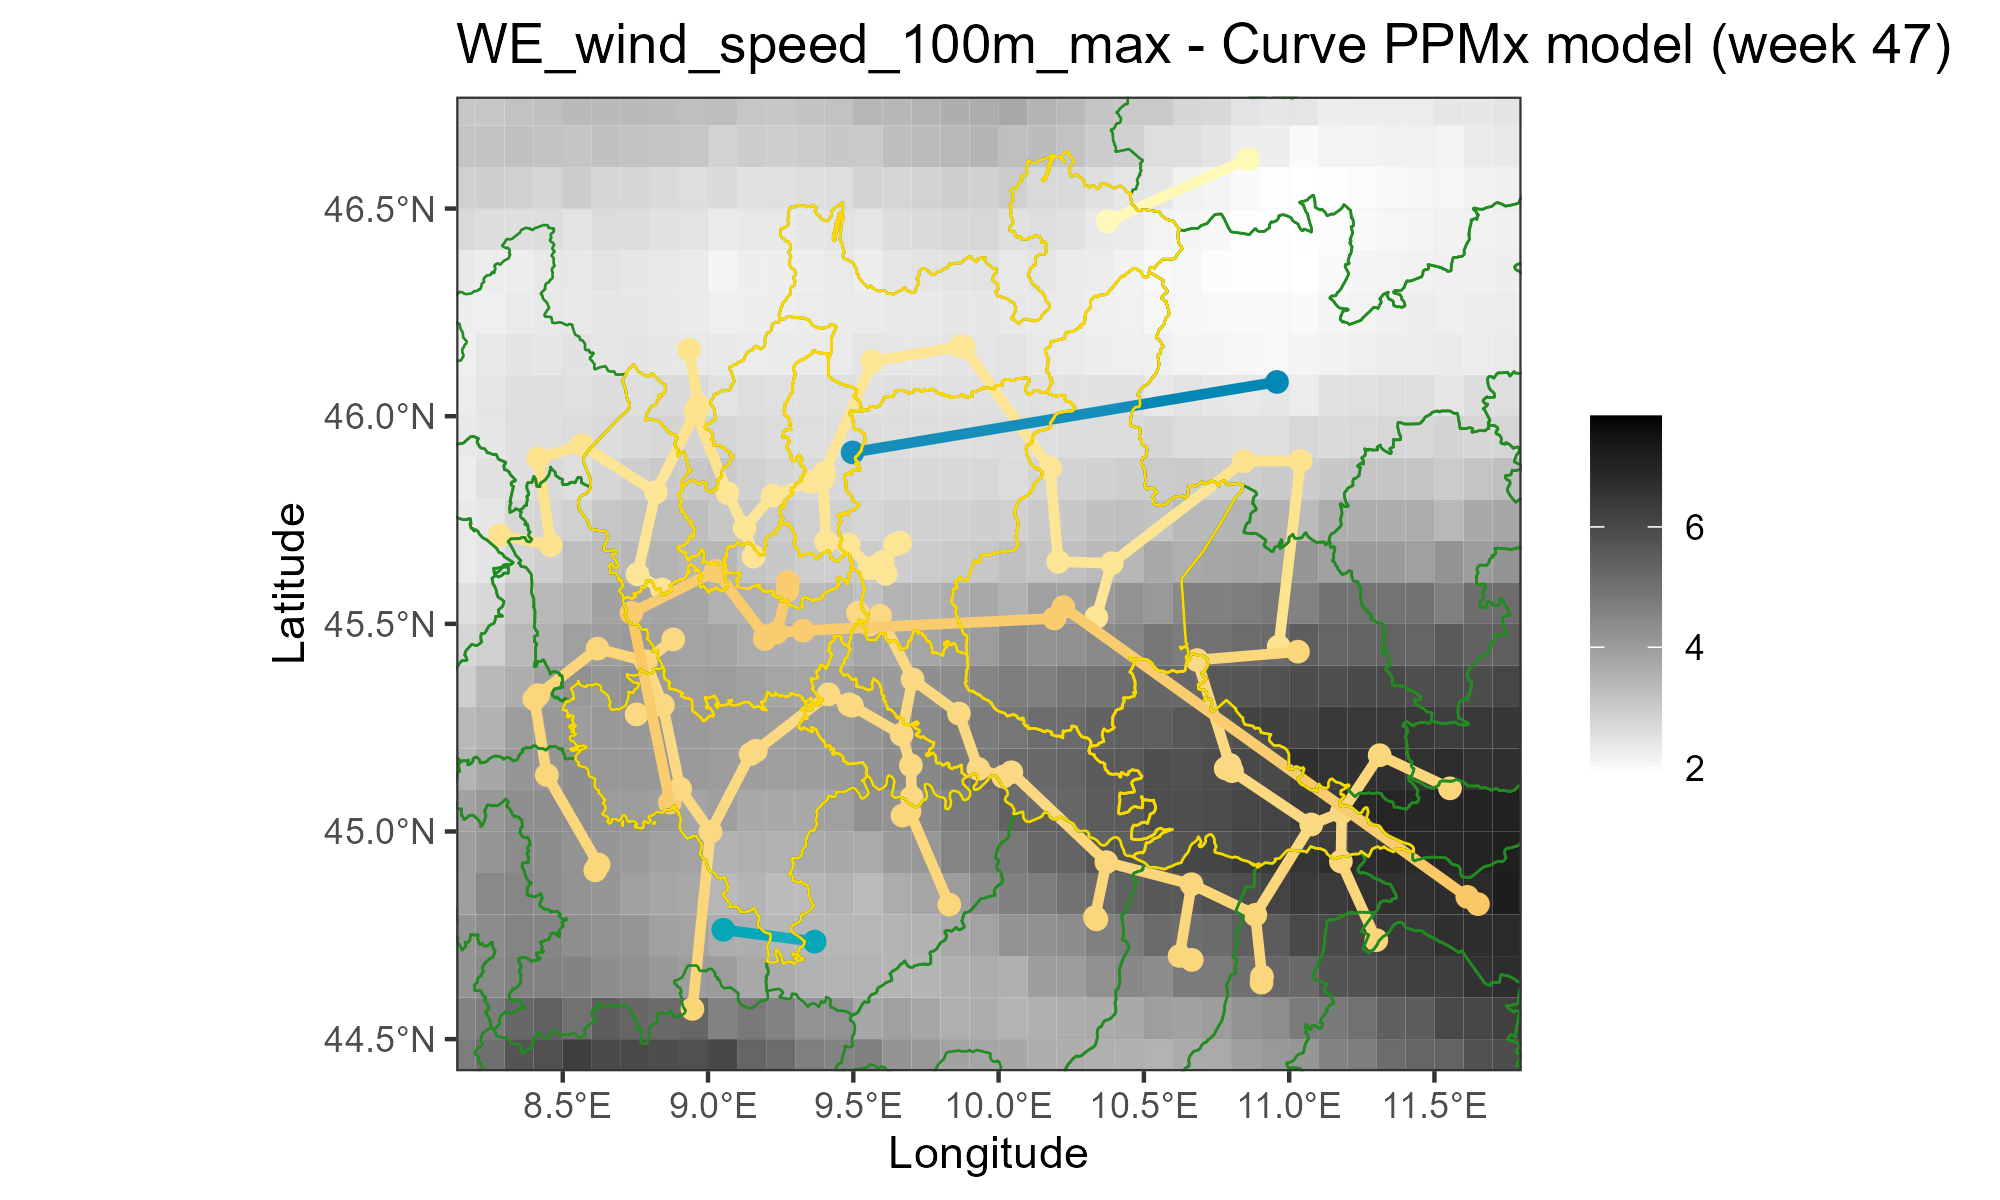 WE_wind_speed_100m_max - Curve PPMx model (week 47)
46.5°N
46.0°N
45.5°N
45.0°N
44.5°N
Latitude
8.5°E
9.0°E
9.5°E
10.0°E
10.5°E
11.0°E
11.5°E
Longitude
6
4
2